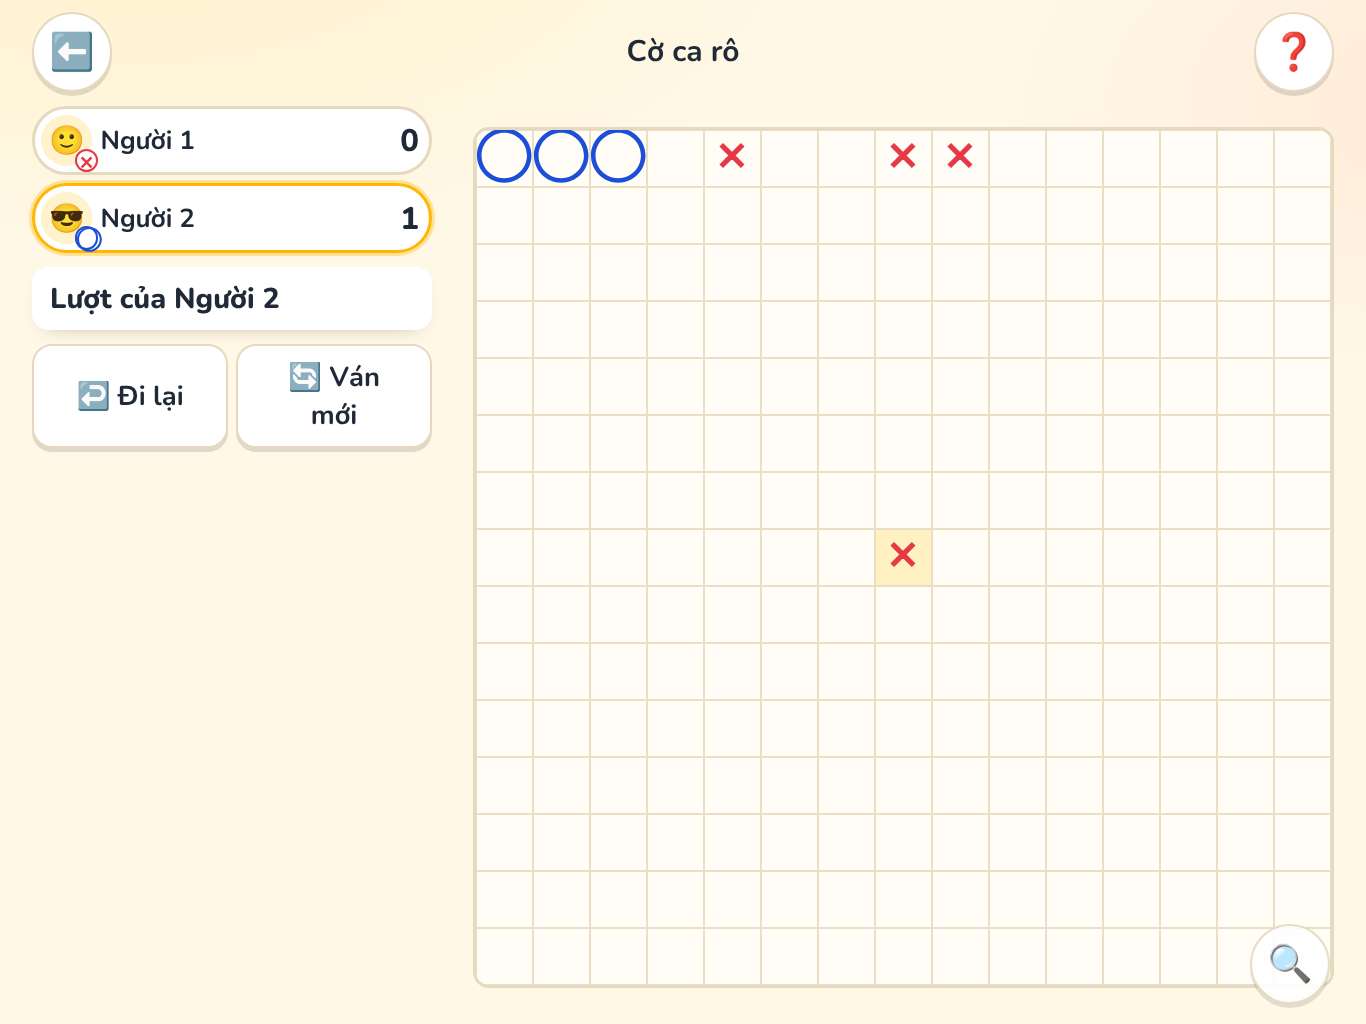 Cờ ca rô
Người 1
0
Người 2
1
Lượt của Người 2
Đi lại
Ván
mới